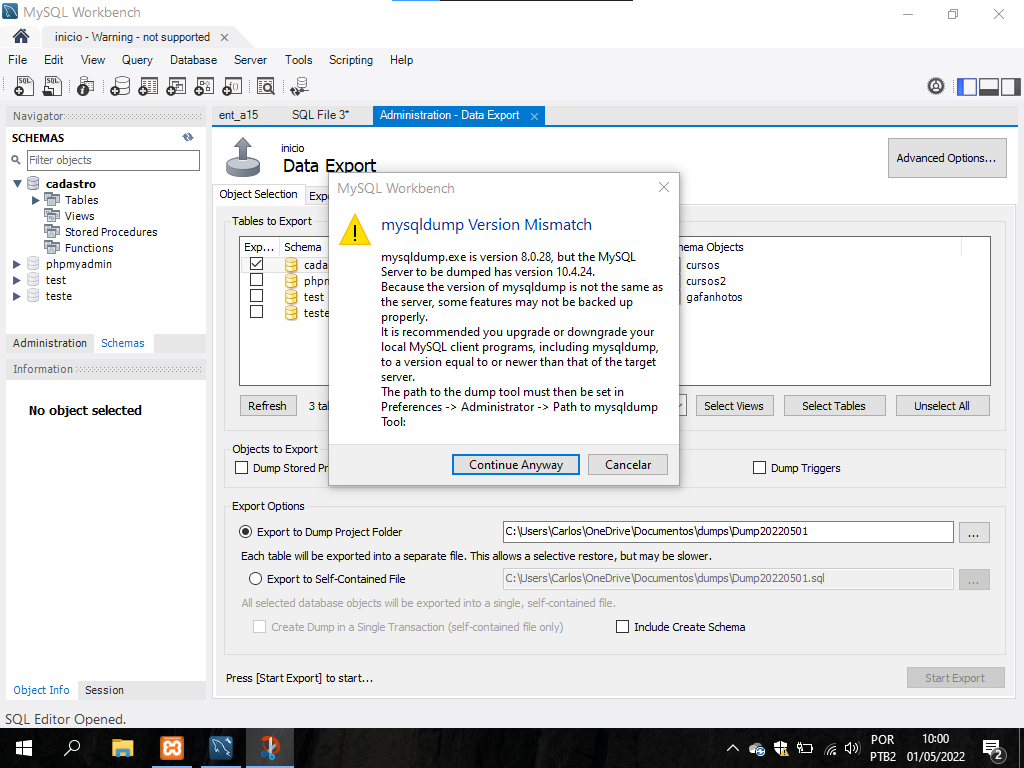 MySQL Workbench
inicio - Warning - not supported
File Edit View Query Database Server Tools Scripting Help
Navigator
SCHEMAS
Filter objects
cadastro
Tables
Views
Stored Procedures
Functions
phpmyadmin
test
teste
Administration Schemas
Information
No object selected
Object Info Session
ent_a15 SQL File 3* Administration - Data Export
inicio
Data Export
Advanced Options...
Object Selection Exp
Tables to Export
Exp... Schema
cada
phpn
test
teste
ema Objects
cursos
cursos2
gafanhotos
Refresh 3 tal
Select Views Select Tables Unselect All
MySQL Workbench
mysqldump Version Mismatch
mysqldump.exe is version 8.0.28, but the MySQL
Server to be dumped has version 10.4.24.
Because the version of mysqldump is not the same as
the server, some features may not be backed up
properly.
It is recommended you upgrade or downgrade your
local MySQL client programs, including mysqldump,
to a version equal to or newer than that of the target
server.
The path to the dump tool must then be set in
Preferences -> Administrator -> Path to mysqldump
Tool:
Continue Anyway Cancelar
Objects to Export
Dump Stored Pr
Dump Triggers
Export Options
Export to Dump Project Folder C:\Users\Carlos\OneDrive\Documentos\dumps\Dump20220501 ...
Each table will be exported into a separate file. This allows a selective restore, but may be slower.
Export to Self-Contained File C:\Users\Carlos\OneDrive\Documentos\dumps\Dump20220501.sql ...
All selected database objects will be exported into a single, self-contained file.
Create Dump in a Single Transaction (self-contained file only) Include Create Schema
Press [Start Export] to start...
Start Export
SQL Editor Opened.
POR
PTB2
10:00
01/05/2022
2